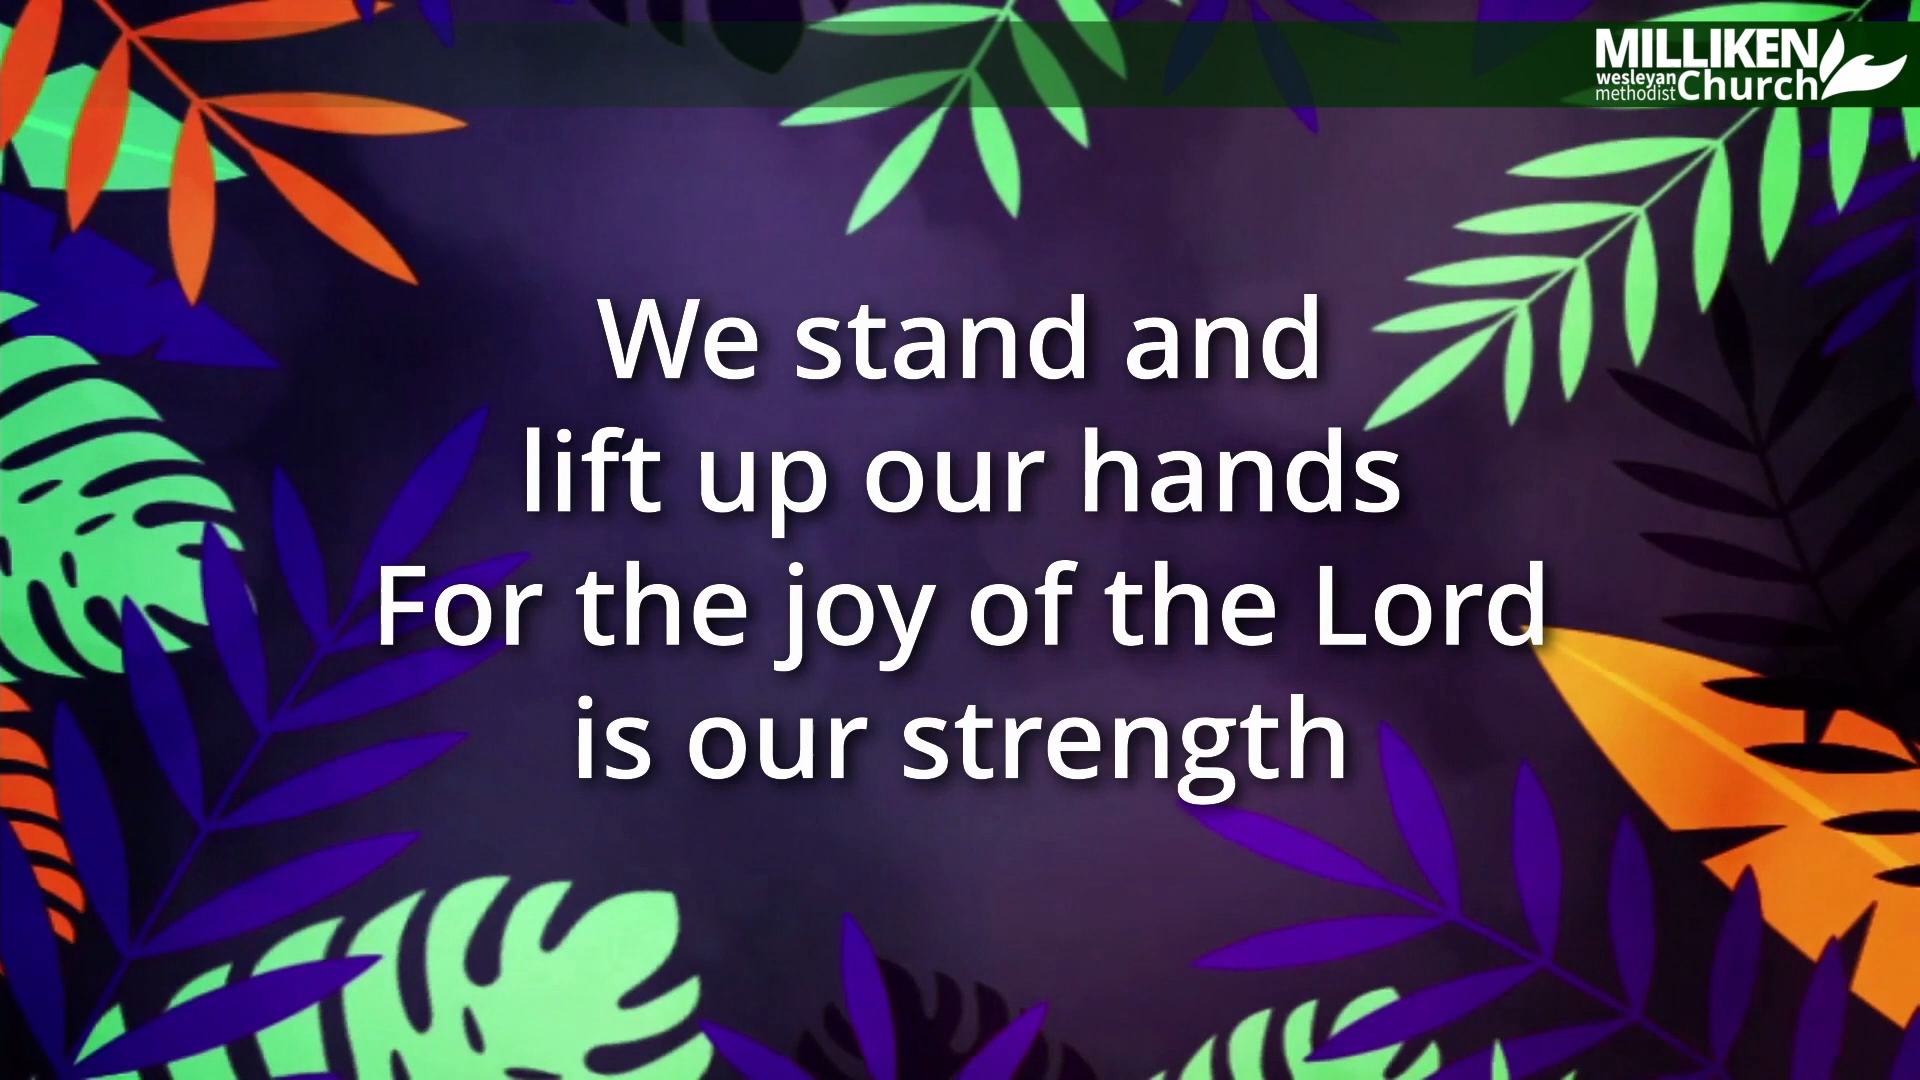 MILLIKEN
wesleyan
methodist Church
We stand and
lift up our hands
For the joy of the Lord
is our strength